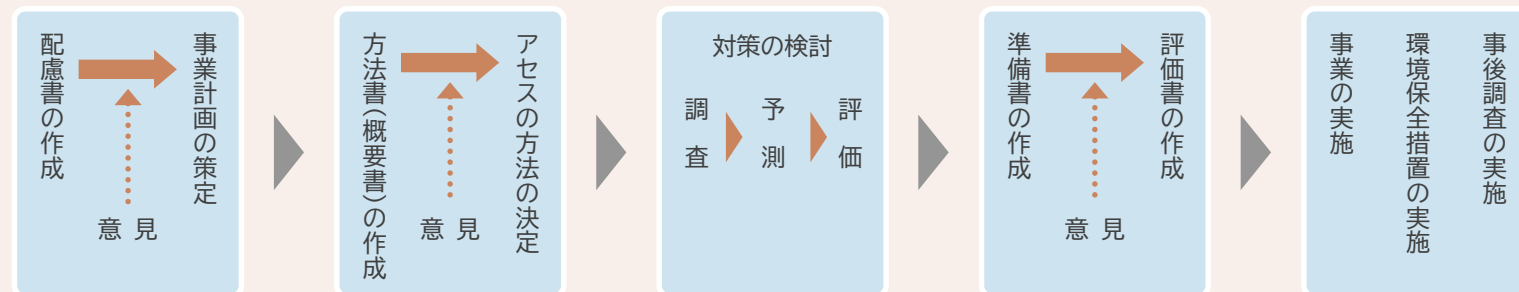 配慮書の作成
事業計画の策定
意見
方法書(概要書)の作成
アセスの方法の決定
意見
対策の検討
調査
予測
評価
準備書の作成
評価書の作成
意見
事業の実施
環境保全措置の実施
事後調査の実施